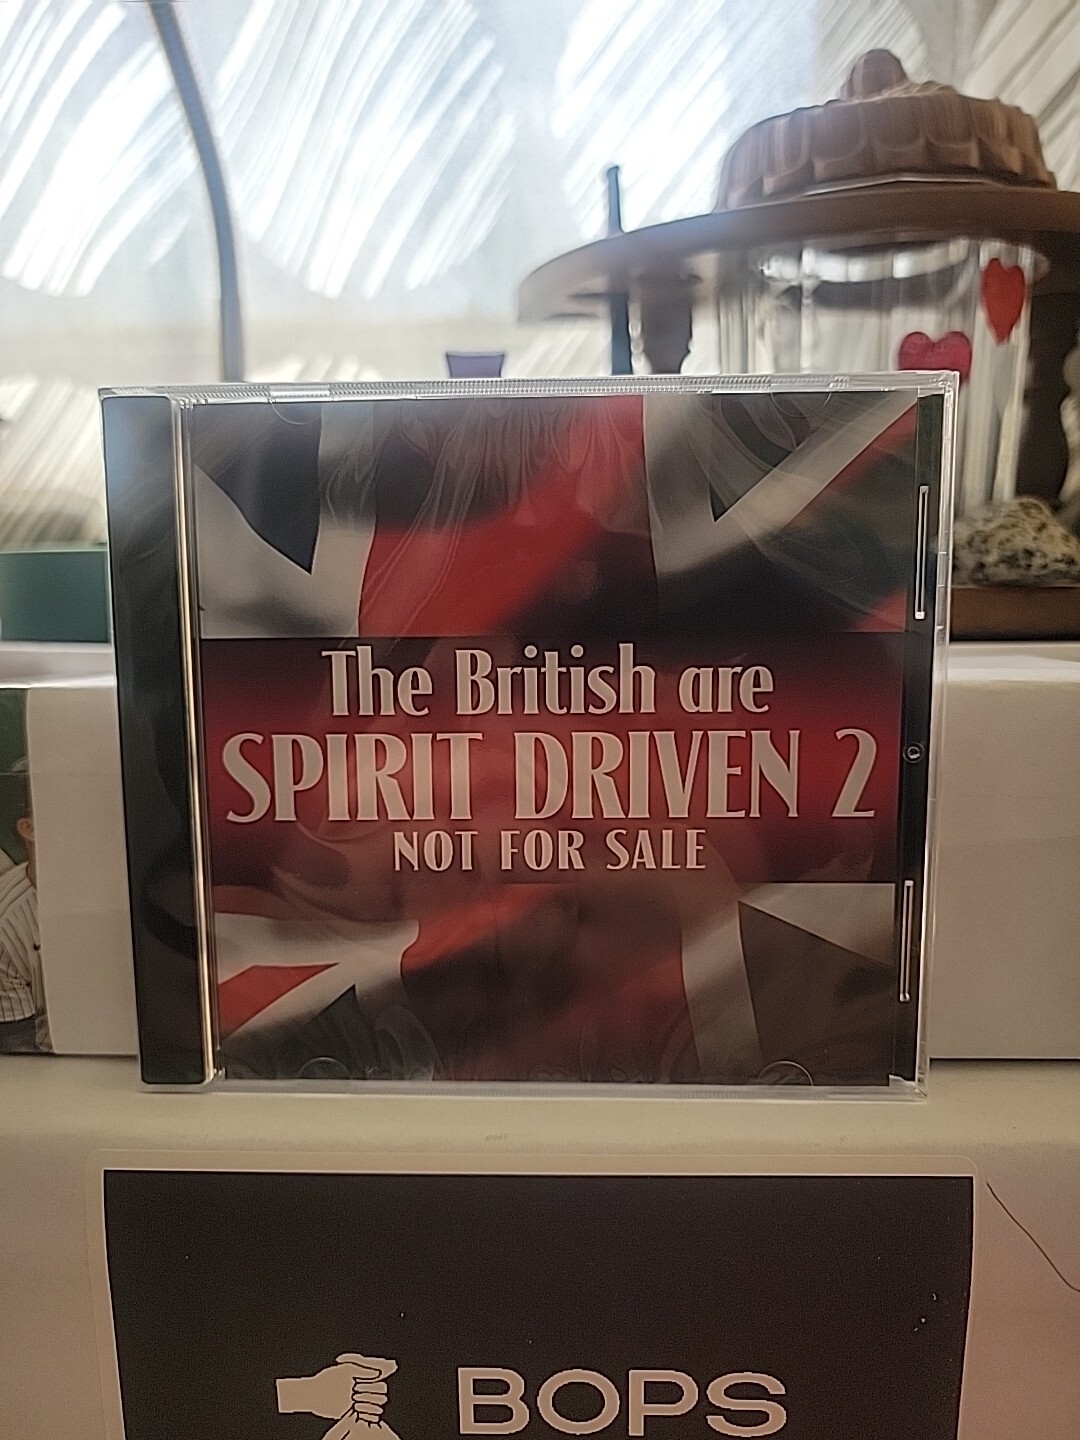 The British are
SPIRIT DRIVEN 2
NOT FOR SALE
BOPS